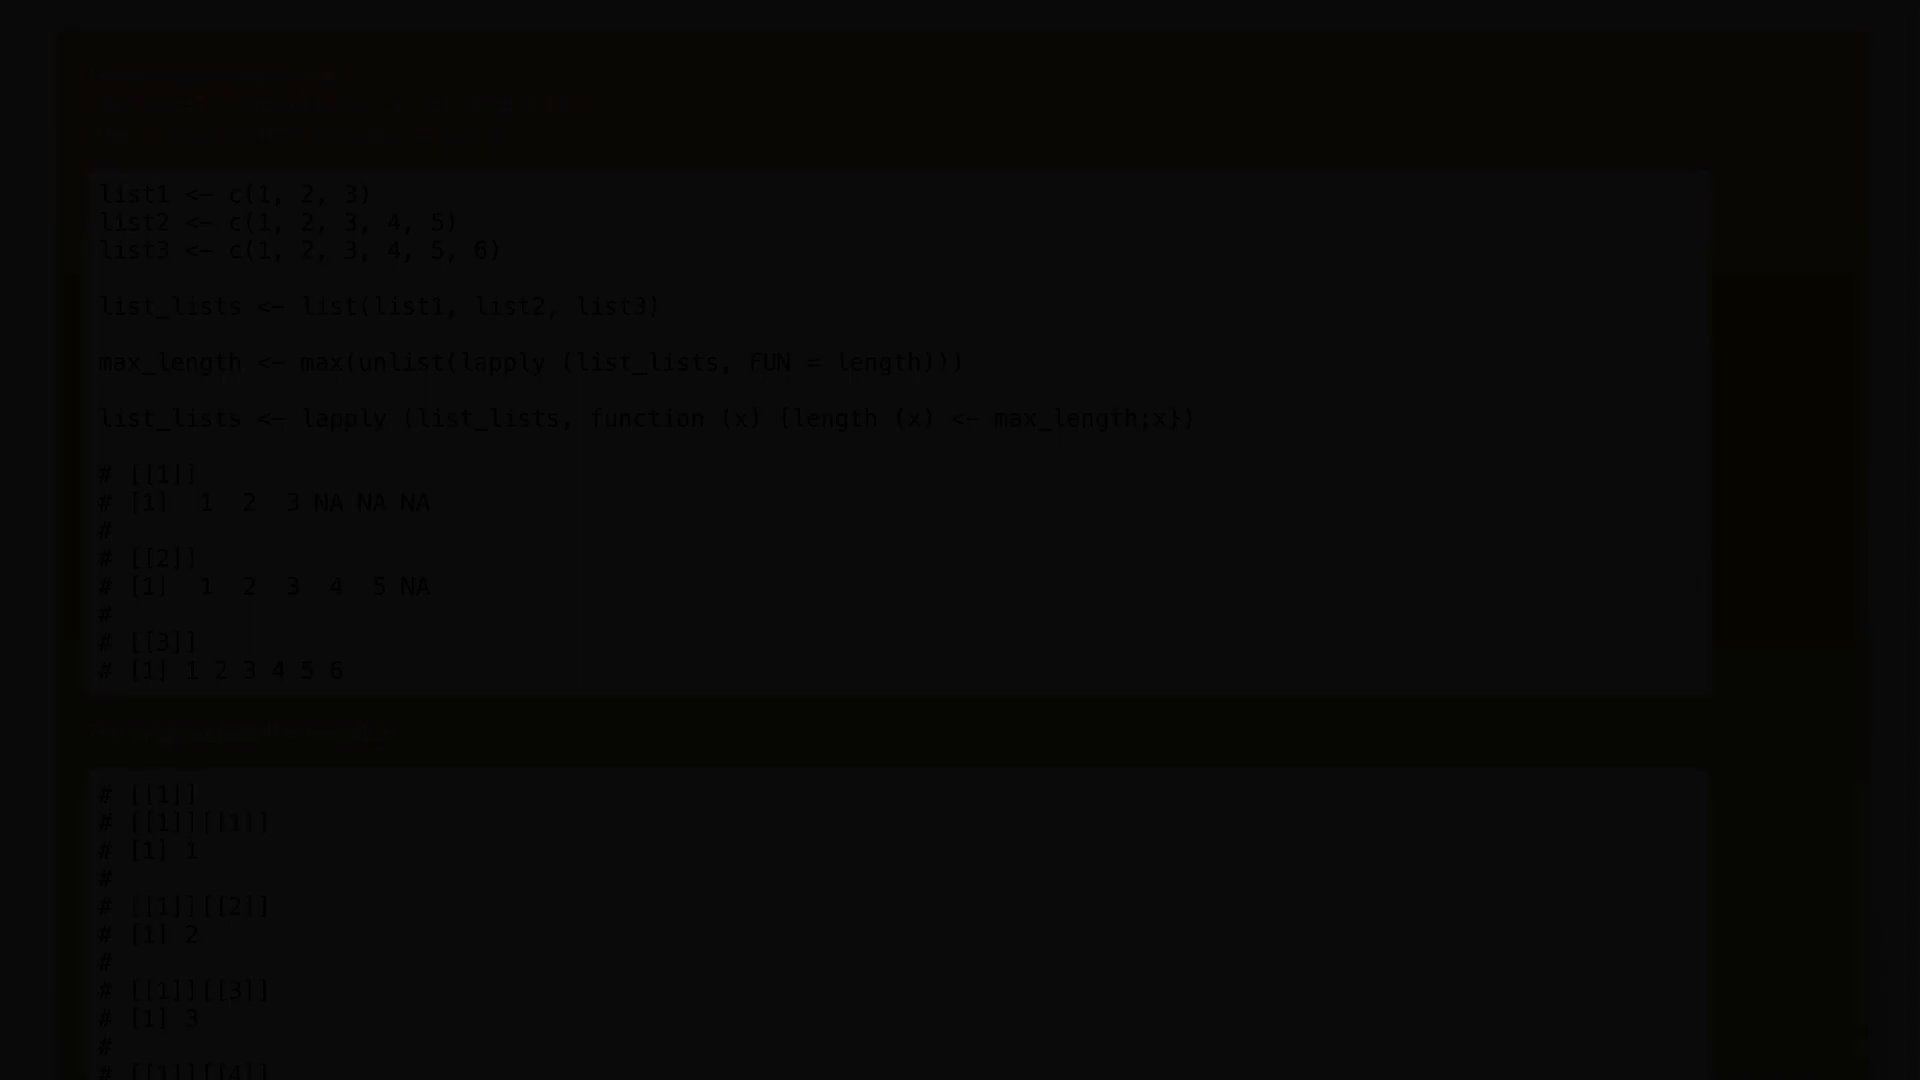 list1 <- c(1, 2, 3)
list2 <- c(1, 2, 3, 4, 5)
list3 <- c(1, 2, 3, 4, 5, 6)
list_lists <- list(list1, list2, list3)
max_length <- max(unlist(lapply (list_lists, FUN = length)))
list_lists <- lapply (list_lists, function (x) {length (x) <- max_length;x})
# [[1]]
# [1]  1  2  3 NA NA NA
#
# [[2]]
# [1]  1  2  3  4  5 NA
#
# [[3]]
# [1] 1 2 3 4 5 6
# [[1]]
# [[1]][[1]]
# [1] 1
#
# [[1]][[2]]
# [1] 2
#
# [[1]][[3]]
# [1] 3
#
# [[1]][[4]]